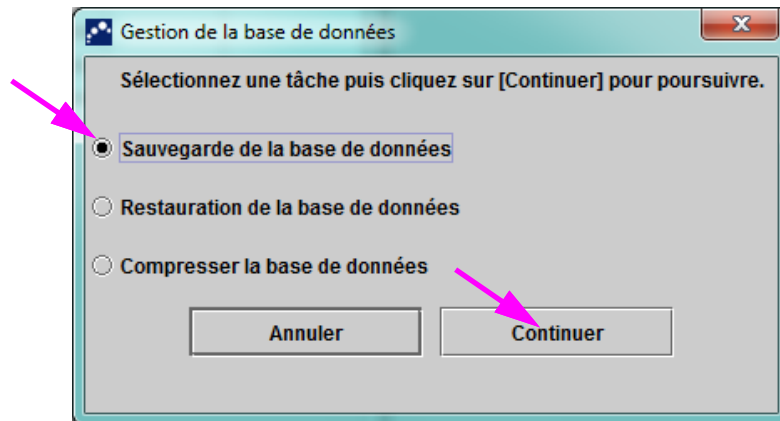 Gestion de la base de données
Sélectionnez une tâche puis cliquez sur [Continuer] pour poursuivre.
Sauvegarde de la base de données
Restauration de la base de données
Compresser la base de données
Annuler Continuer